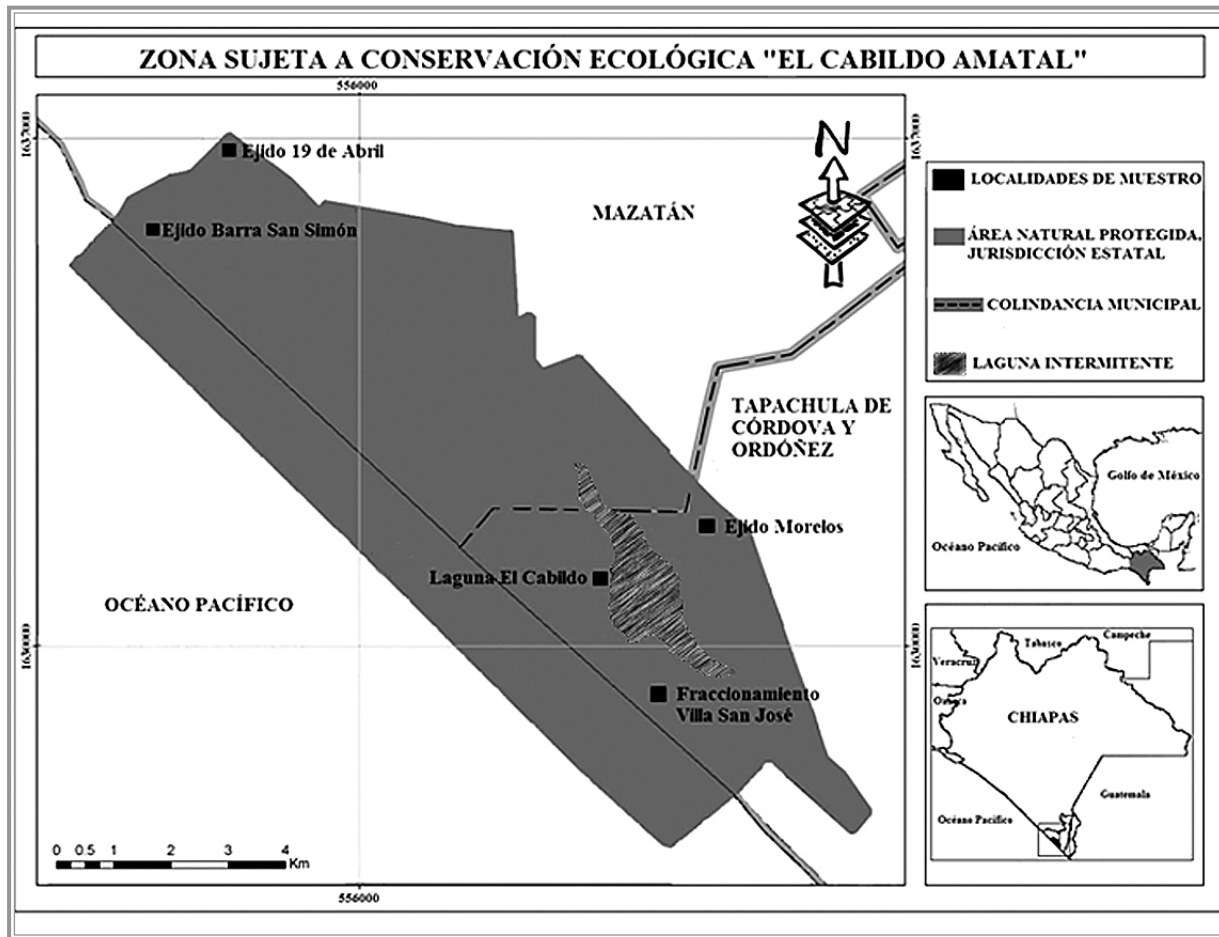 ZONA SUJETA A CONSERVACIÓN ECOLÓGICA "EL CABILDO AMATAL"
556000
1637000
1637000
N
Ejido 19 de Abril
MAZATÁN
Ejido Barra San Simón
TAPACHULA DE
CÓRDOVA Y
ORDÓÑEZ
Ejido Morelos
Laguna El Cabildo
OCÉANO PACÍFICO
1630000
1630000
Fraccionamiento
Villa San José
0 0.5 1 2 3 4
Km
556000
LOCALIDADES DE MUESTRO
ÁREA NATURAL PROTEGIDA,
JURISDICCIÓN ESTATAL
COLINDANCIA MUNICIPAL
LAGUNA INTERMITENTE
Golfo de México
Océano Pacífico
Campeche
Tabasco
Veracruz
Oaxaca
CHIAPAS
Guatemala
Océano Pacífico